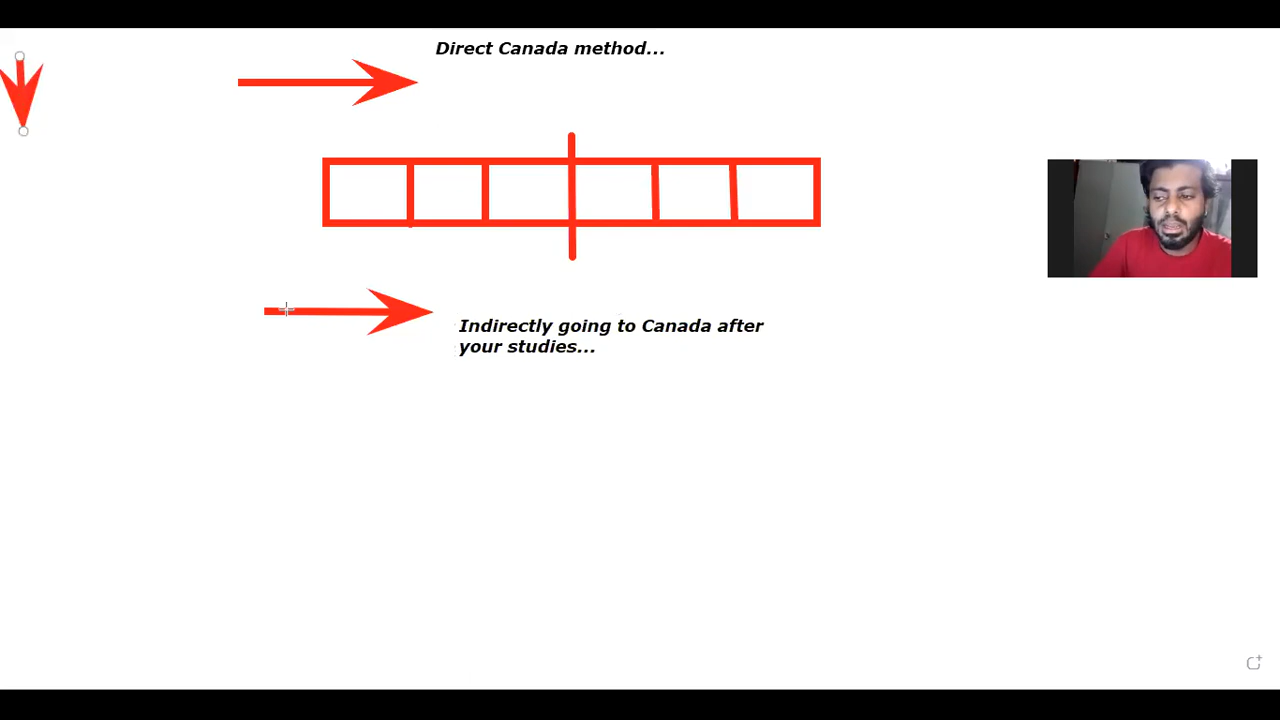 Direct Canada method...
Indirectly going to Canada after
your studies...